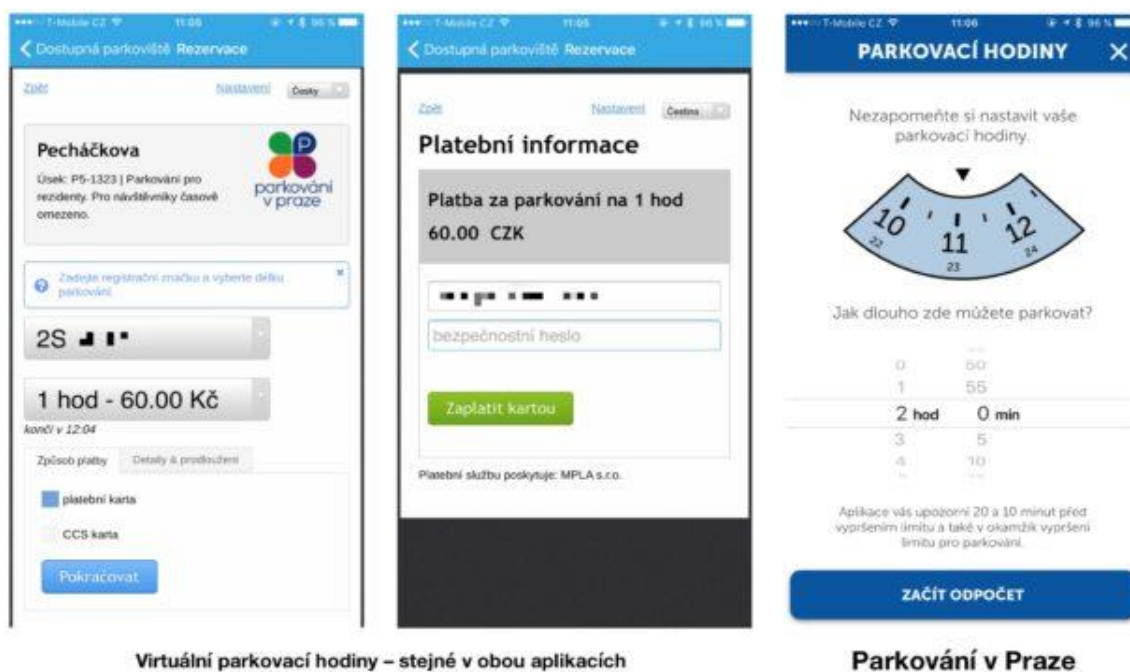 T-Mobile CZ 11:05 96 %
Dostupná parkoviště Rezervace
Zpět Nastavení Česky
Pecháčkova
Úsek: P5-1323 | Parkování pro
rezidenty. Pro návštěvníky časově
omezeno.
parkování
v praze
Zadejte registrační značku a vyberte délku
parkování.
2S
1 hod - 60.00 Kč
končí v 12:04
Způsob platby Detaily & prodloužení
platební karta
CCS karta
Pokračovat
T-Mobile CZ 11:05 96 %
Dostupná parkoviště Rezervace
Zpět Nastavení Čeština
Platební informace
Platba za parkování na 1 hod
60.00 CZK
bezpečnostní heslo
Zaplatit kartou
Platební službu poskytuje: MPLA s.r.o.
T-Mobile CZ 11:06 96 %
PARKOVACÍ HODINY
Nezapomeňte si nastavit vaše
parkovací hodiny.
10 11 12
22 23 24
Jak dlouho zde můžete parkovat?
0 50
1 55
2 hod 0 min
3 5
4 10
Aplikace vás upozorní 20 a 10 minut před
vypršením limitu a také v okamžik vypršení
limitu pro parkování.
ZAČÍT ODPOČET
Virtuální parkovací hodiny – stejné v obou aplikacích
Parkování v Praze